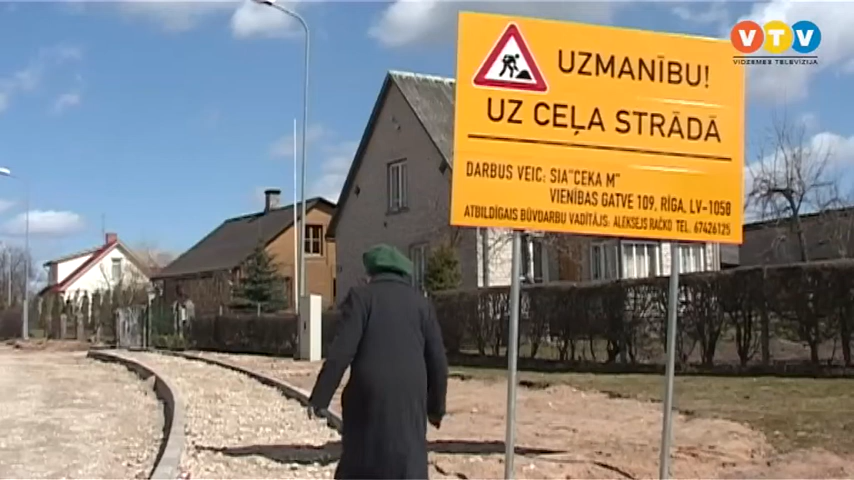 VTV
VIDZEMES TELEVĪZIJA
UZMANĪBU!
UZ CEĻA STRĀDĀ
DARBUS VEIC: SIA"CEKA M"
VIENĪBAS GATVE 109, RĪGA, LV-1058
ATBILDĪGAIS BŪVDARBU VADĪTĀJS: ALEKSEJS RAČKO TEL. 67426125